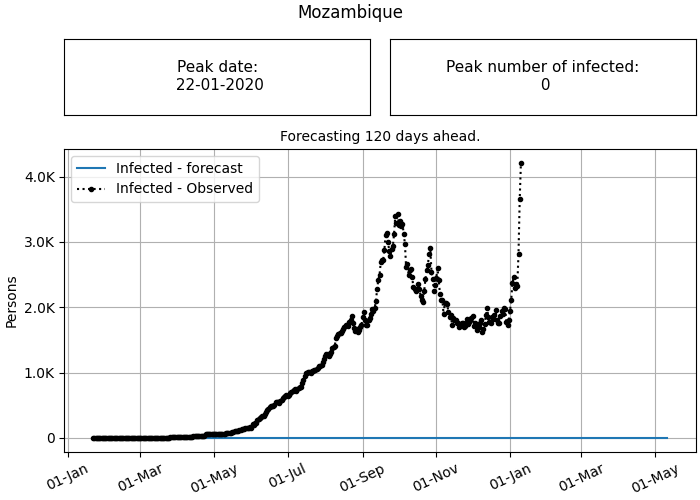 Mozambique
Peak date:
22-01-2020
Peak number of infected:
0
Forecasting 120 days ahead.
Infected - forecast
Infected - Observed
4.0K
3.0K
2.0K
1.0K
0
Persons
01-Jan
01-Mar
01-May
01-Jul
01-Sep
01-Nov
01-Jan
01-Mar
01-May